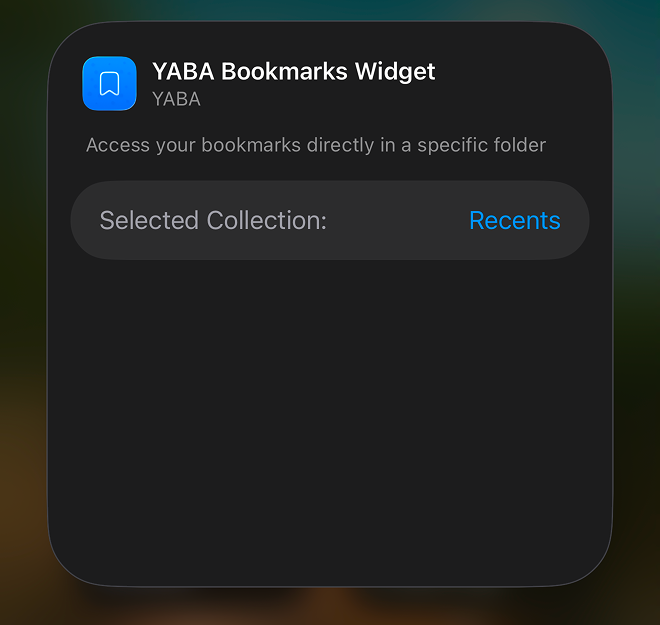 YABA Bookmarks Widget
YABA
Access your bookmarks directly in a specific folder
Selected Collection: Recents